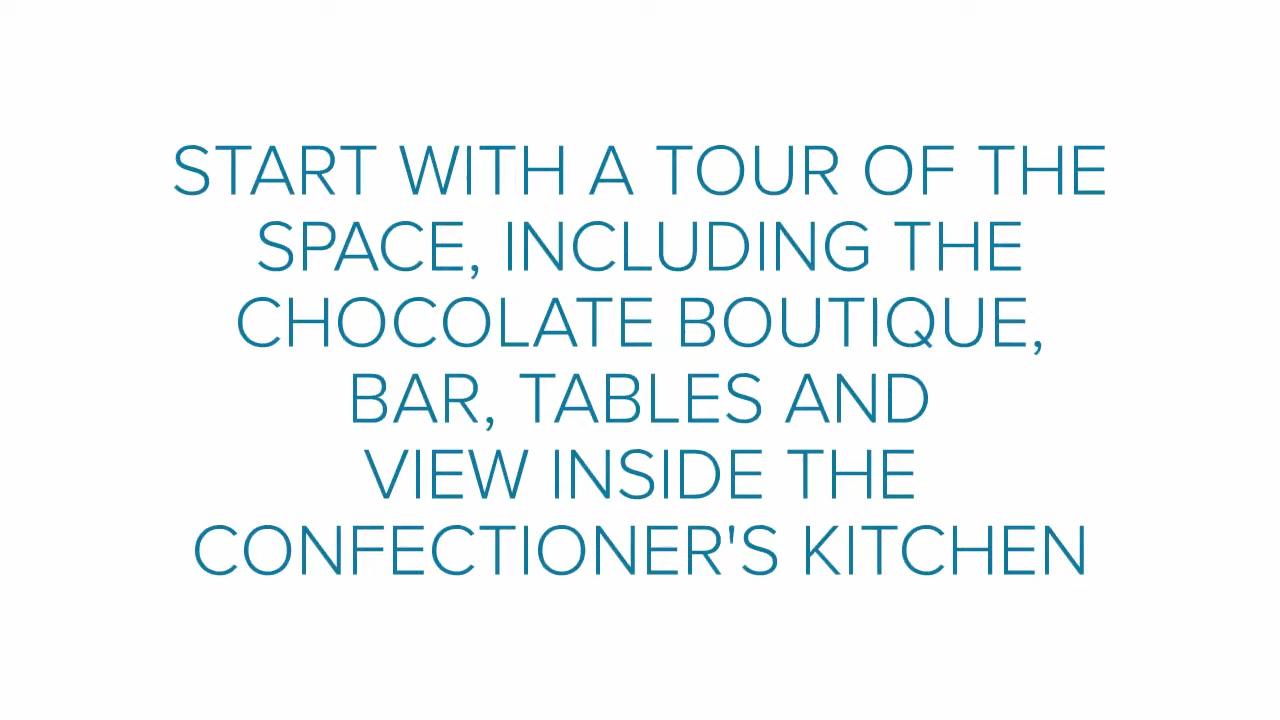 START WITH A TOUR OF THE
SPACE, INCLUDING THE
CHOCOLATE BOUTIQUE,
BAR, TABLES AND
VIEW INSIDE THE
CONFECTIONER'S KITCHEN